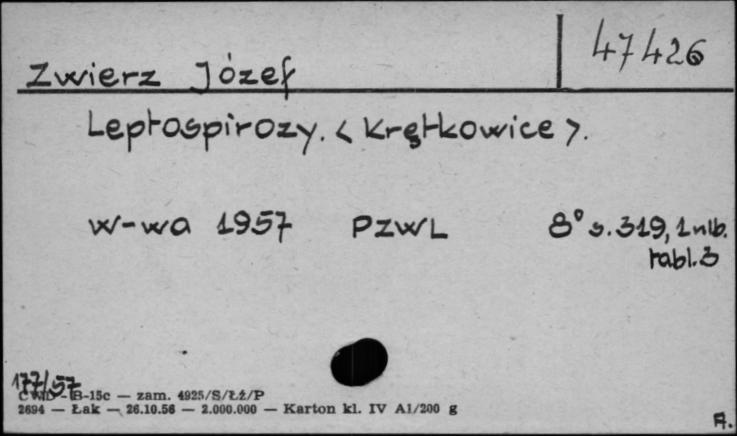 47426
Zwierz Józef
Leptospirozy. < Krętkowice >.
W-wa 1957 PZWL 8° s. 319, 1 nlb.
tabl. 3
177/57
CWD - B-15c — zam. 4925/S/ŁŻ/P
2694 — Łak — 26.10.56 — 2.000.000 — Karton kl. IV A1/200 g
A.